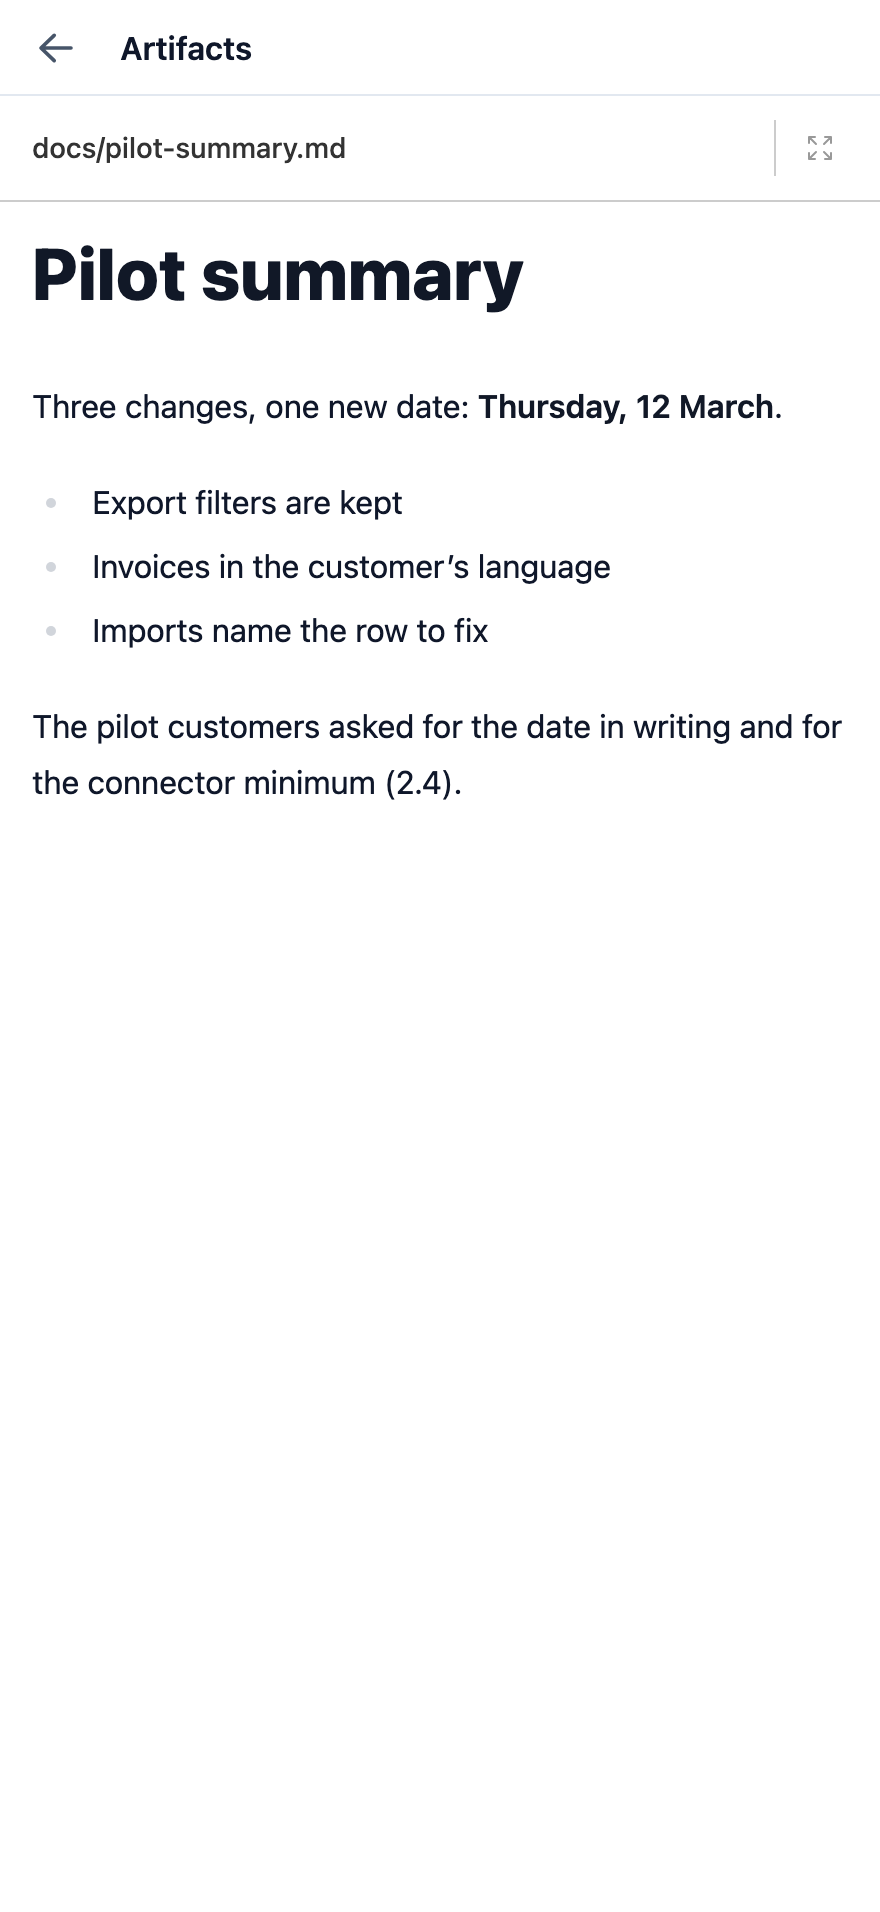 Artifacts
docs/pilot-summary.md
Pilot summary
Three changes, one new date: Thursday, 12 March.
Export filters are kept
Invoices in the customer’s language
Imports name the row to fix
The pilot customers asked for the date in writing and for
the connector minimum (2.4).